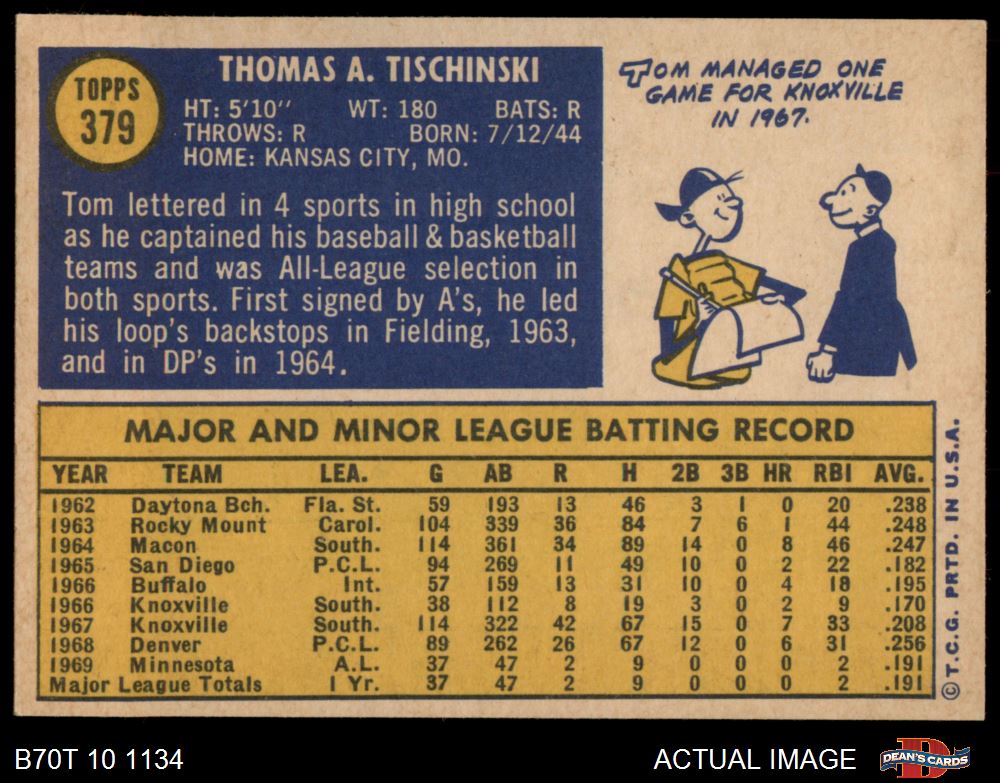 TOPPS
379
THOMAS A. TISCHINSKI
HT: 5'10" WT: 180 BATS: R
THROWS: R BORN: 7/12/44
HOME: KANSAS CITY, MO.
Tom lettered in 4 sports in high school
as he captained his baseball & basketball
teams and was All-League selection in
both sports. First signed by A's, he led
his loop's backstops in Fielding, 1963,
and in DP's in 1964.
TOM MANAGED ONE
GAME FOR KNOXVILLE
IN 1967.
MAJOR AND MINOR LEAGUE BATTING RECORD
YEAR TEAM LEA. G AB R H 2B 3B HR RBI AVG.
1962 Daytona Bch. Fla. St. 59 193 13 46 3 1 0 20 .238
1963 Rocky Mount Carol. 104 339 36 84 7 6 1 44 .248
1964 Macon South. 114 361 34 89 14 0 8 46 .247
1965 San Diego P.C.L. 94 269 11 49 10 0 2 22 .182
1966 Buffalo Int. 57 159 13 31 10 0 4 18 .195
1966 Knoxville South. 38 112 8 19 3 0 2 9 .170
1967 Knoxville South. 114 322 42 67 15 0 7 33 .208
1968 Denver P.C.L. 89 262 26 67 12 0 6 31 .256
1969 Minnesota A.L. 37 47 2 9 0 0 0 2 .191
Major League Totals 1 Yr. 37 47 2 9 0 0 0 2 .191
© T.C.G. PRTD. IN U.S.A.
B70T 10 1134
ACTUAL IMAGE
DEAN'S CARDS